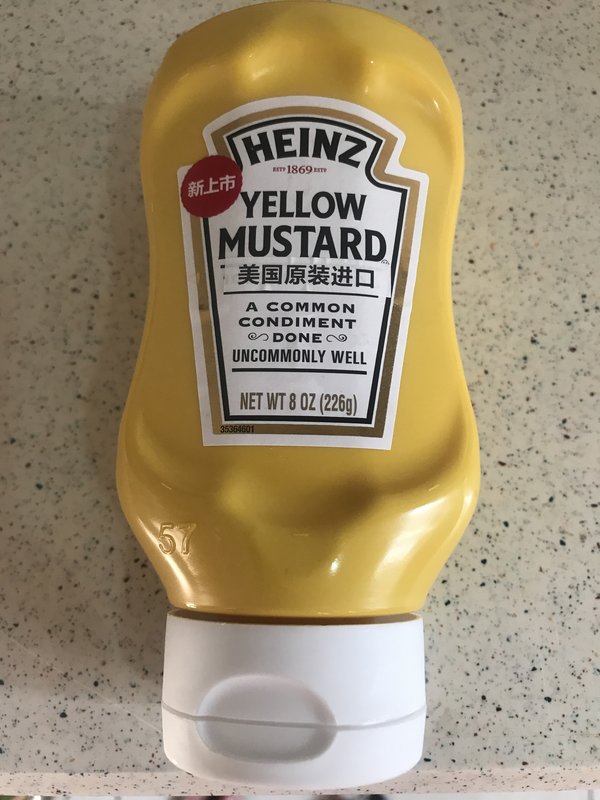 HEINZ
ESTD 1869 ESTD
新上市
YELLOW
MUSTARD
美国原装进口
A COMMON
CONDIMENT
DONE
UNCOMMONLY WELL
NET WT 8 OZ (226g)
35364601
57